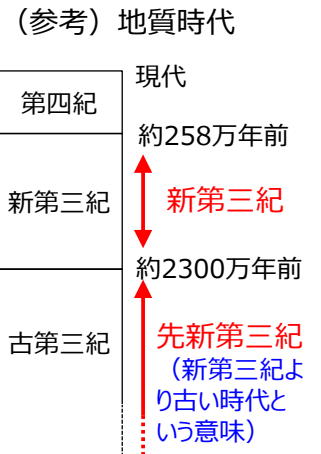 （参考）地質時代
現代
第四紀
約258万年前
新第三紀
新第三紀
約2300万年前
古第三紀
先新第三紀
（新第三紀よ
り古い時代と
いう意味）